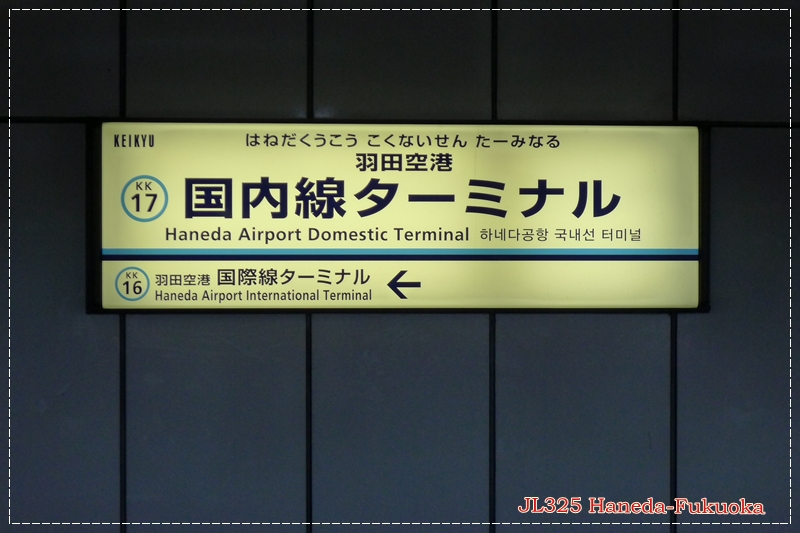 KEIKYU
はねだくうこう こくないせん たーみなる
羽田空港
KK
17
国内線ターミナル
Haneda Airport Domestic Terminal 하네다공항 국내선 터미널
KK
16
羽田空港 国際線ターミナル
Haneda Airport International Terminal
←
JL325 Haneda-Fukuoka